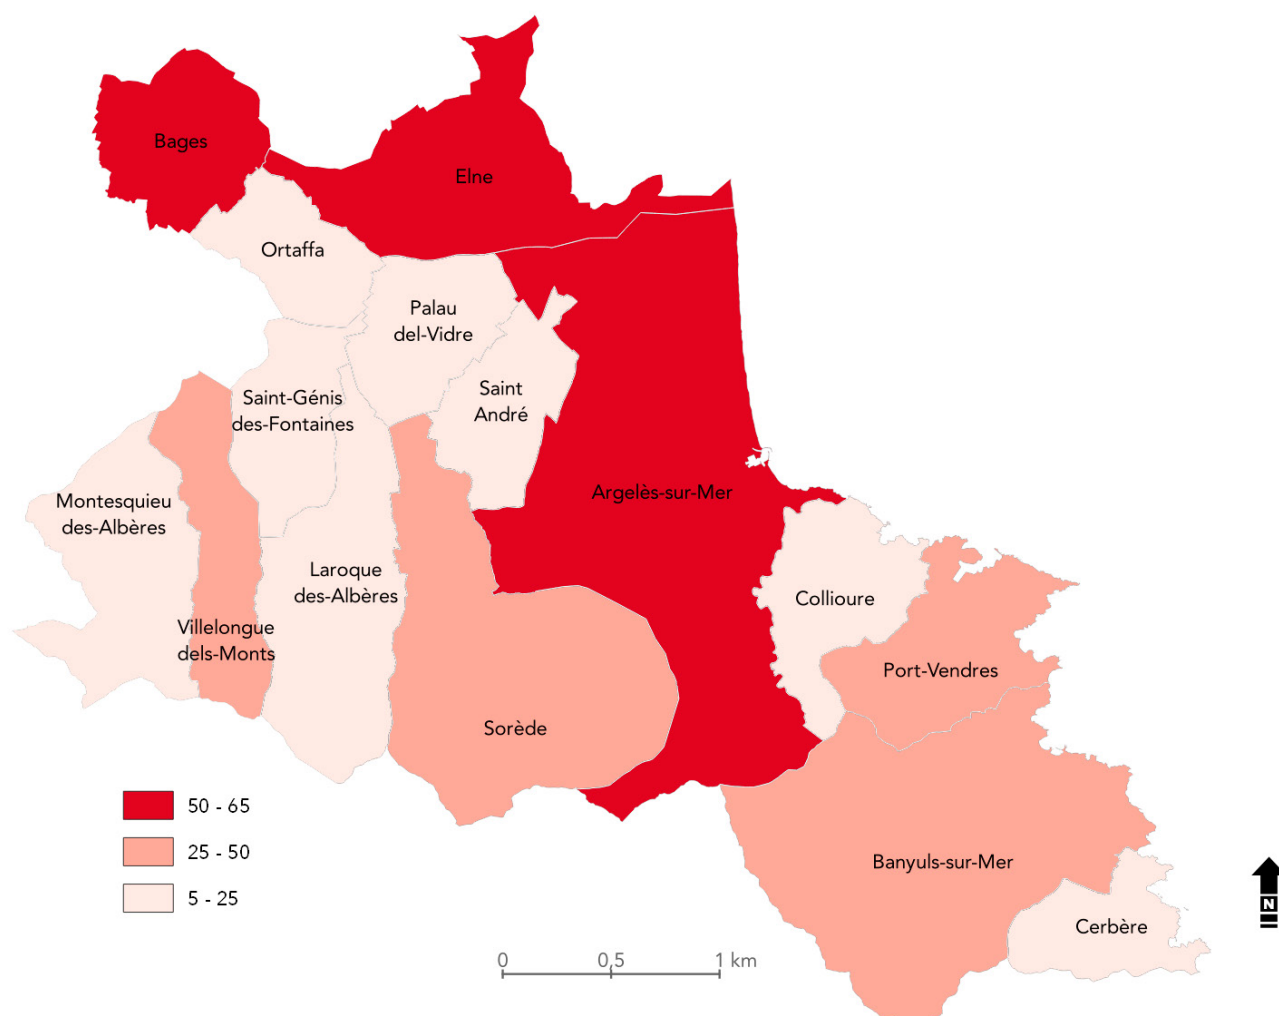 Bages
Elne
Ortaffa
Palau
del-Vidre
Saint
André
Saint-Génis
des-Fontaines
Montesquieu
des-Albères
Argelès-sur-Mer
Laroque
des-Albères
Collioure
Villelongue
dels-Monts
Port-Vendres
Sorède
50 - 65
25 - 50
5 - 25
Banyuls-sur-Mer
Cerbère
N
0 0,5 1 km